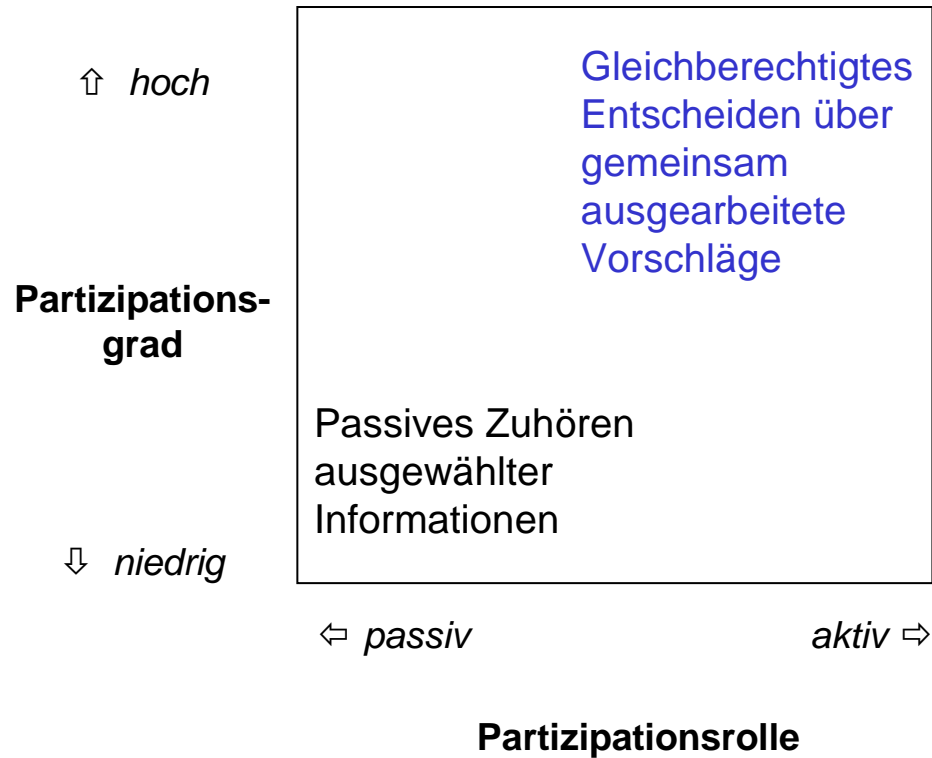 ⇧ hoch
Gleichberechtigtes
Entscheiden über
gemeinsam
ausgearbeitete
Vorschläge
Partizipations-
grad
Passives Zuhören
ausgewählter
Informationen
⇩ niedrig
⇦ passiv
aktiv ⇨
Partizipationsrolle